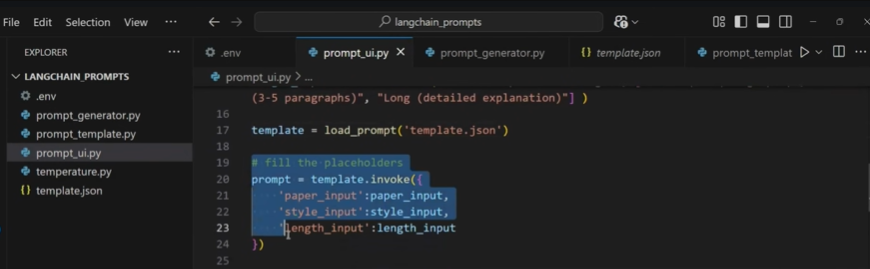 File Edit Selection View ··· langchain_prompts
EXPLORER ···
.env prompt_ui.py prompt_generator.py {} template.json prompt_templat
LANGCHAIN_PROMPTS
.env
prompt_generator.py
prompt_template.py
prompt_ui.py
temperature.py
{} template.json
prompt_ui.py > ...
(3-5 paragraphs)", "Long (detailed explanation)"] )
16
17 template = load_prompt('template.json')
18
19 # fill the placeholders
20 prompt = template.invoke({
21 'paper_input':paper_input,
22 'style_input':style_input,
23 'length_input':length_input
24 })
25